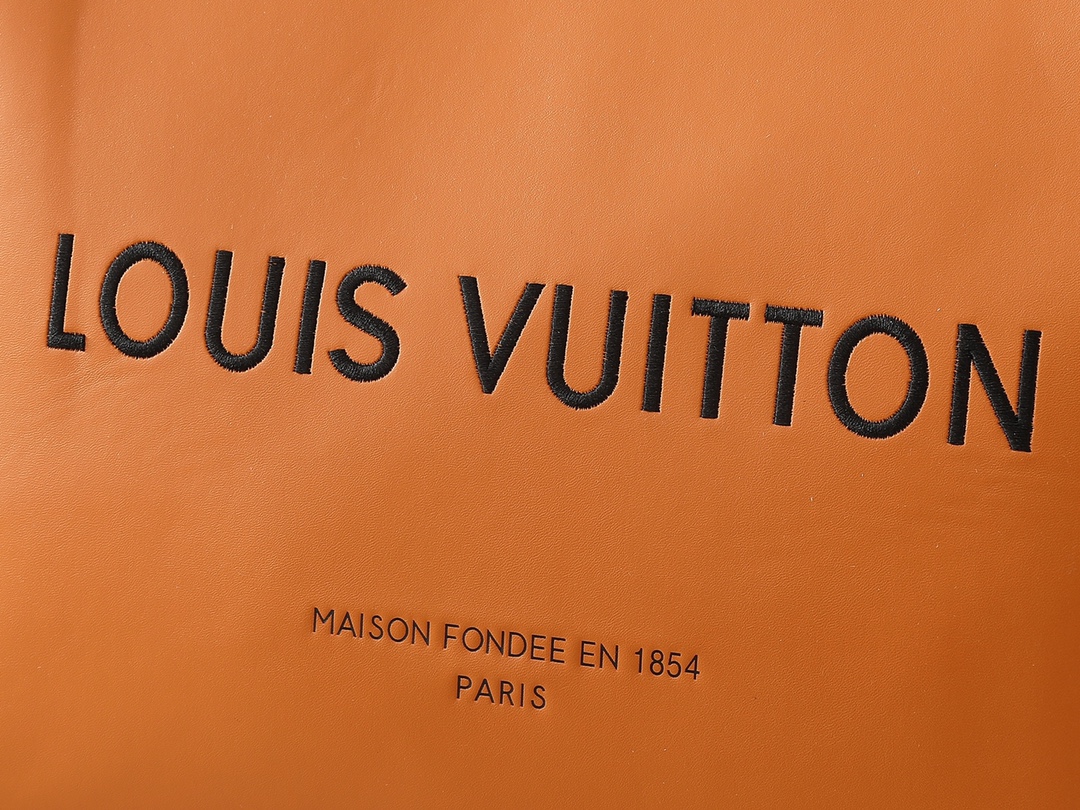 LOUIS VUITTON
MAISON FONDEE EN 1854
PARIS